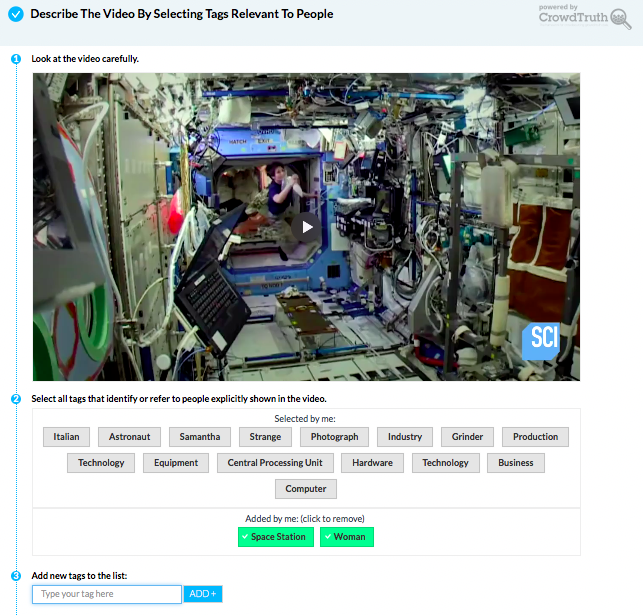 Describe The Video By Selecting Tags Relevant To People
powered by
CrowdTruth
1 Look at the video carefully.
HATCH EXIT
SCI
2 Select all tags that identify or refer to people explicitly shown in the video.
Selected by me:
Italian Astronaut Samantha Strange Photograph Industry Grinder Production
Technology Equipment Central Processing Unit Hardware Technology Business
Computer
Added by me: (click to remove)
Space Station Woman
3 Add new tags to the list:
Type your tag here ADD +